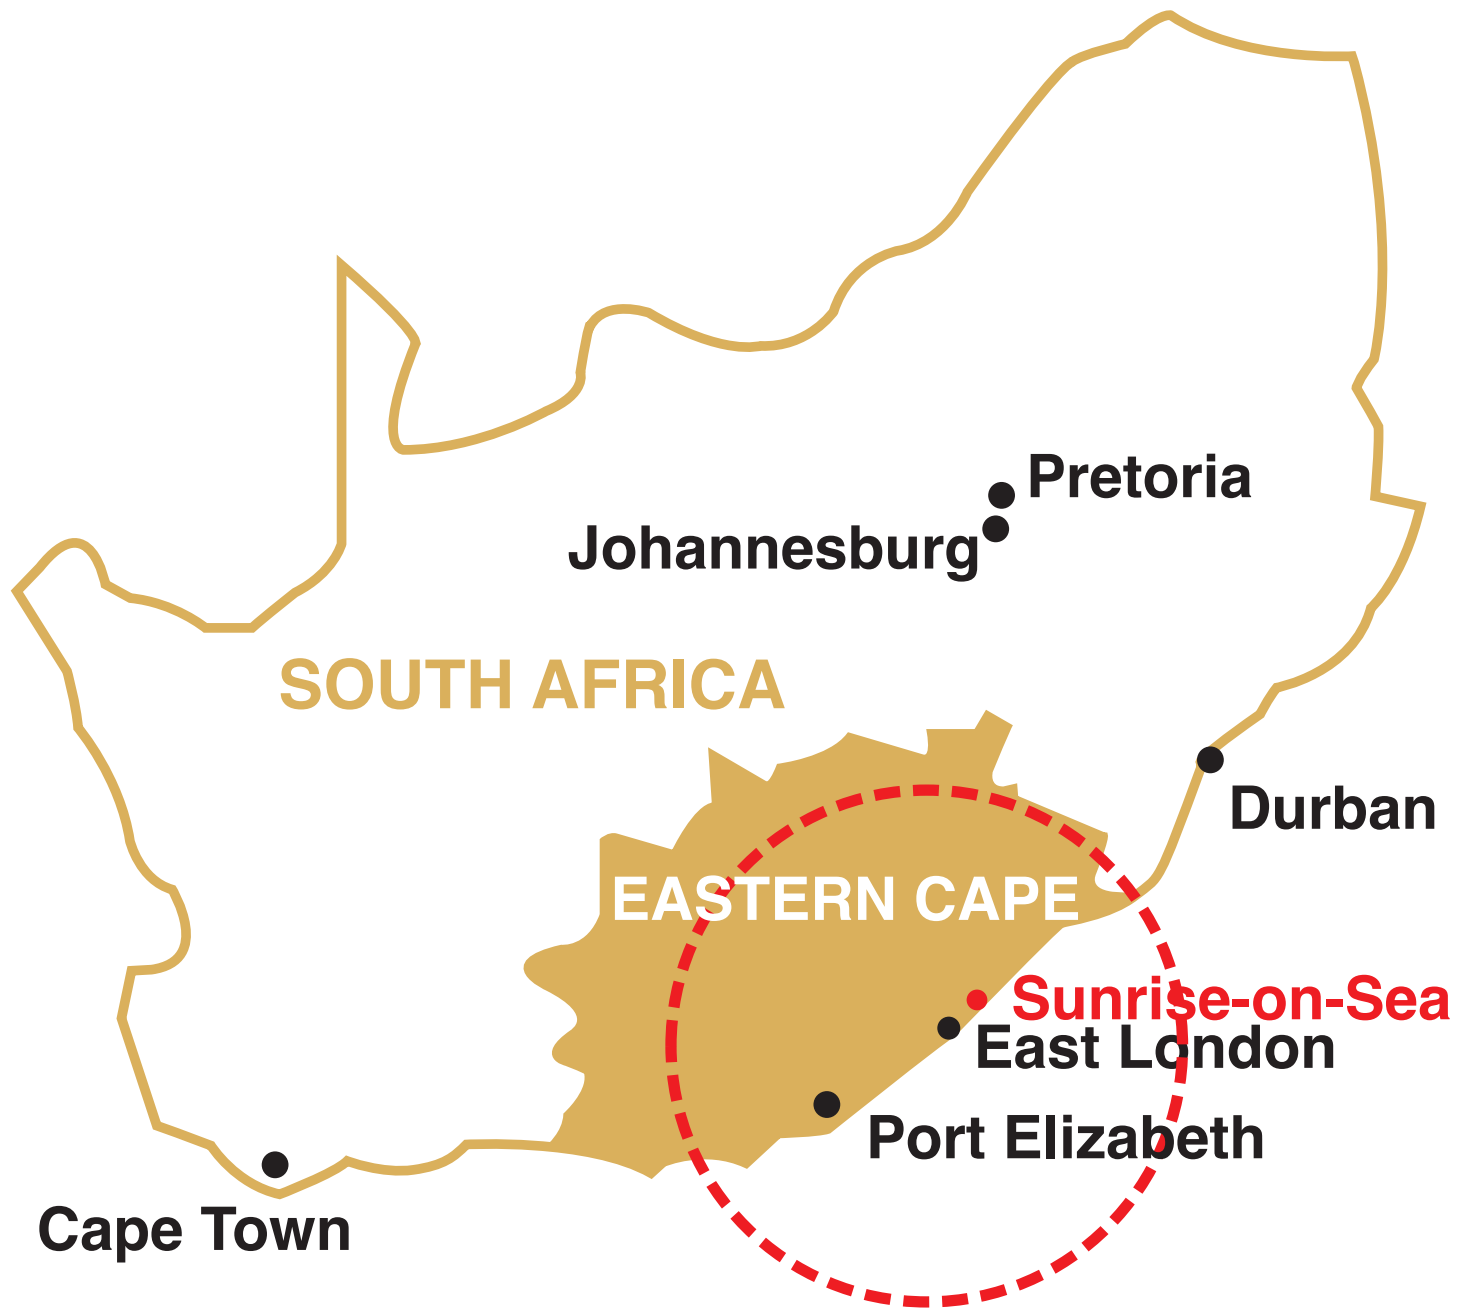 Pretoria
Johannesburg
SOUTH AFRICA
Durban
EASTERN CAPE
Sunrise-on-Sea
East London
Port Elizabeth
Cape Town